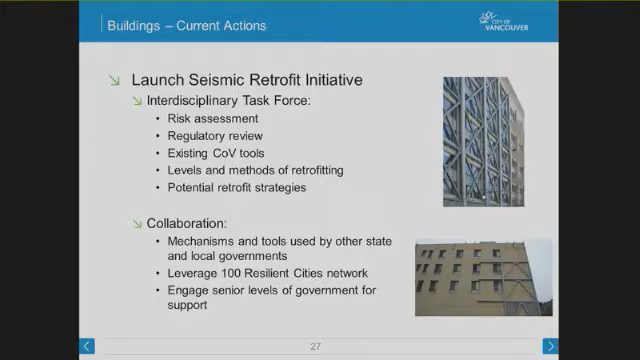 Buildings – Current Actions
CITY OF
VANCOUVER
Launch Seismic Retrofit Initiative
Interdisciplinary Task Force:
• Risk assessment
• Regulatory review
• Existing CoV tools
• Levels and methods of retrofitting
• Potential retrofit strategies
Collaboration:
• Mechanisms and tools used by other state
and local governments
• Leverage 100 Resilient Cities network
• Engage senior levels of government for
support
27